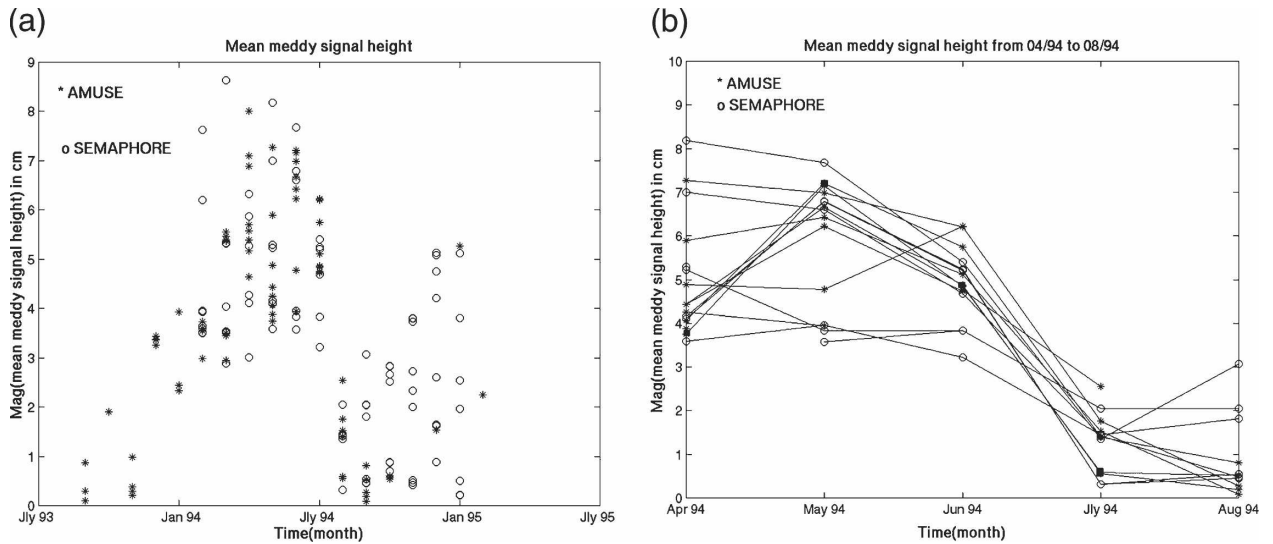 (a)
Mean meddy signal height
Mag(mean meddy signal height) in cm
9
8
7
6
5
4
3
2
1
0
* AMUSE
o SEMAPHORE
Jly 93
Jan 94
Jly 94
Jan 95
Jly 95
Time(month)
(b)
Mean meddy signal height from 04/94 to 08/94
Mag(mean meddy signal height) in cm
10
9
8
7
6
5
4
3
2
1
0
* AMUSE
o SEMAPHORE
Apr 94
May 94
Jun 94
Jly 94
Aug 94
Time(month)